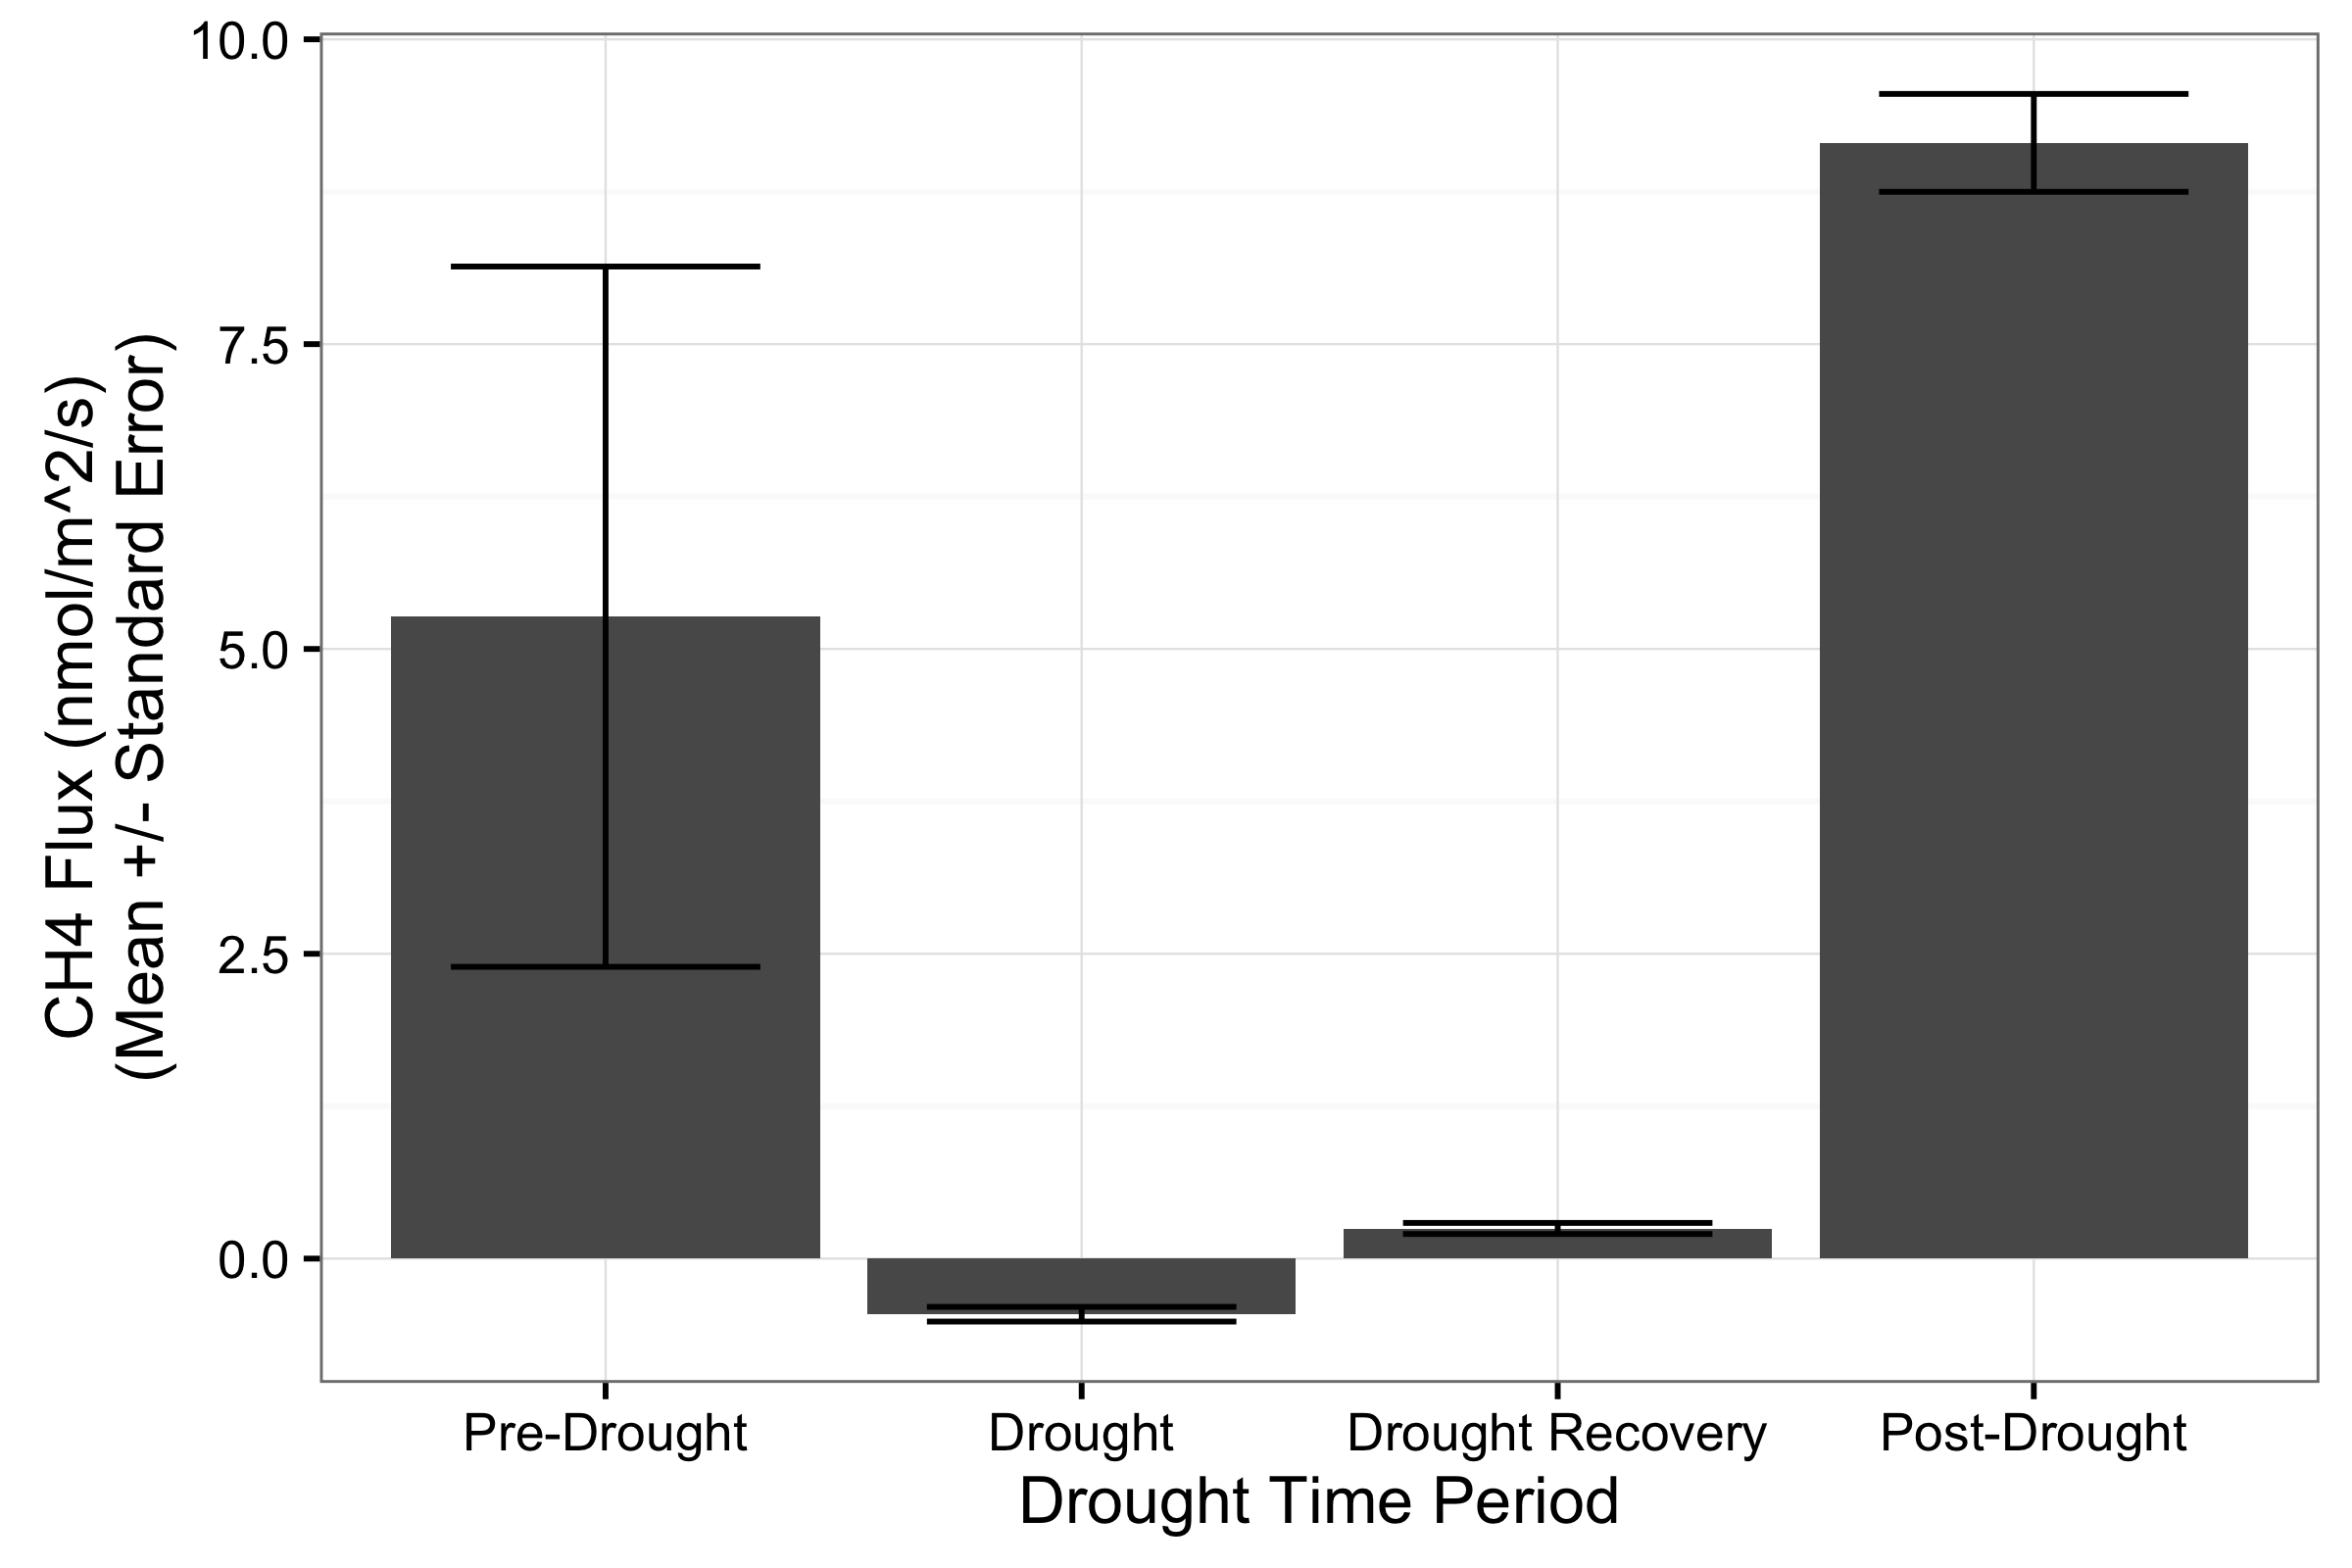 CH4 Flux (nmol/m^2/s)
(Mean +/- Standard Error)
10.0
7.5
5.0
2.5
0.0
Pre-Drought
Drought
Drought Recovery
Post-Drought
Drought Time Period